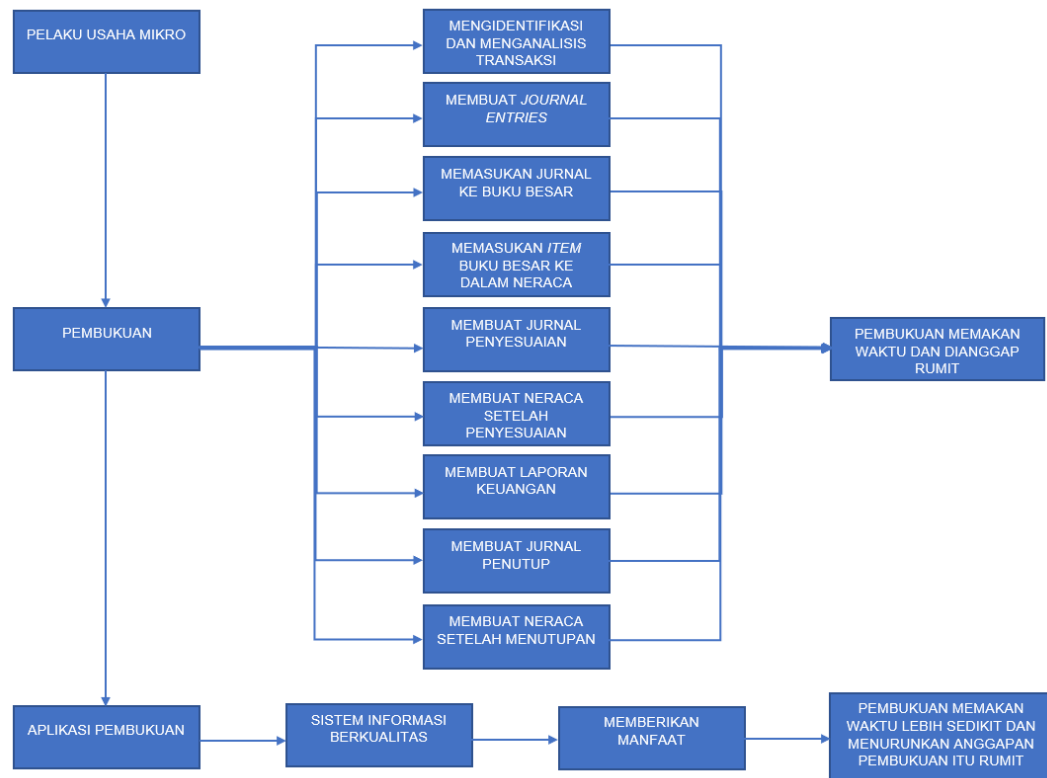 PELAKU USAHA MIKRO
MENGIDENTIFIKASI
DAN MENGANALISIS
TRANSAKSI
MEMBUAT JOURNAL
ENTRIES
MEMASUKAN JURNAL
KE BUKU BESAR
MEMASUKAN ITEM
BUKU BESAR KE
DALAM NERACA
PEMBUKUAN
MEMBUAT JURNAL
PENYESUAIAN
PEMBUKUAN MEMAKAN
WAKTU DAN DIANGGAP
RUMIT
MEMBUAT NERACA
SETELAH
PENYESUAIAN
MEMBUAT LAPORAN
KEUANGAN
MEMBUAT JURNAL
PENUTUP
MEMBUAT NERACA
SETELAH MENUTUPAN
APLIKASI PEMBUKUAN
SISTEM INFORMASI
BERKUALITAS
MEMBERIKAN
MANFAAT
PEMBUKUAN MEMAKAN
WAKTU LEBIH SEDIKIT DAN
MENURUNKAN ANGGAPAN
PEMBUKUAN ITU RUMIT